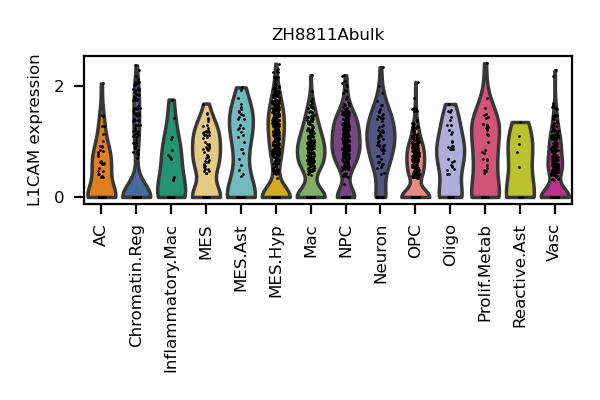 ZH8811Abulk
L1CAM expression
2
0
AC
Chromatin.Reg
Inflammatory.Mac
MES
MES.Ast
MES.Hyp
Mac
NPC
Neuron
OPC
Oligo
Prolif.Metab
Reactive.Ast
Vasc